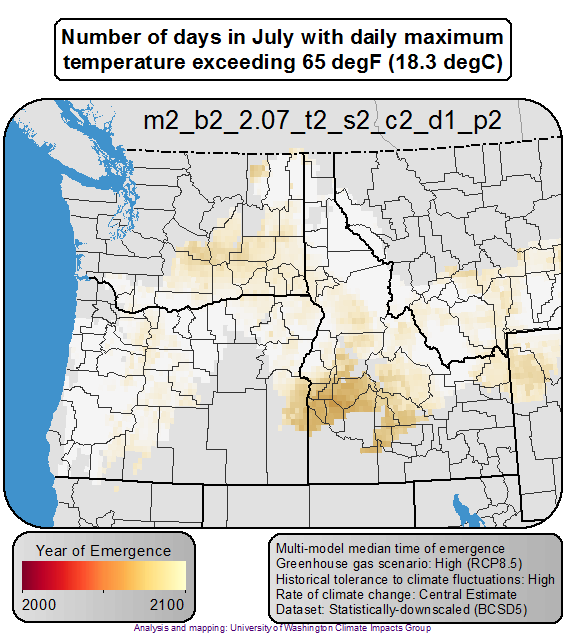 Number of days in July with daily maximum
temperature exceeding 65 degF (18.3 degC)
m2_b2_2.07_t2_s2_c2_d1_p2
Year of Emergence
2000 2100
Multi-model median time of emergence
Greenhouse gas scenario: High (RCP8.5)
Historical tolerance to climate fluctuations: High
Rate of climate change: Central Estimate
Dataset: Statistically-downscaled (BCSD5)
Analysis and mapping: University of Washington Climate Impacts Group